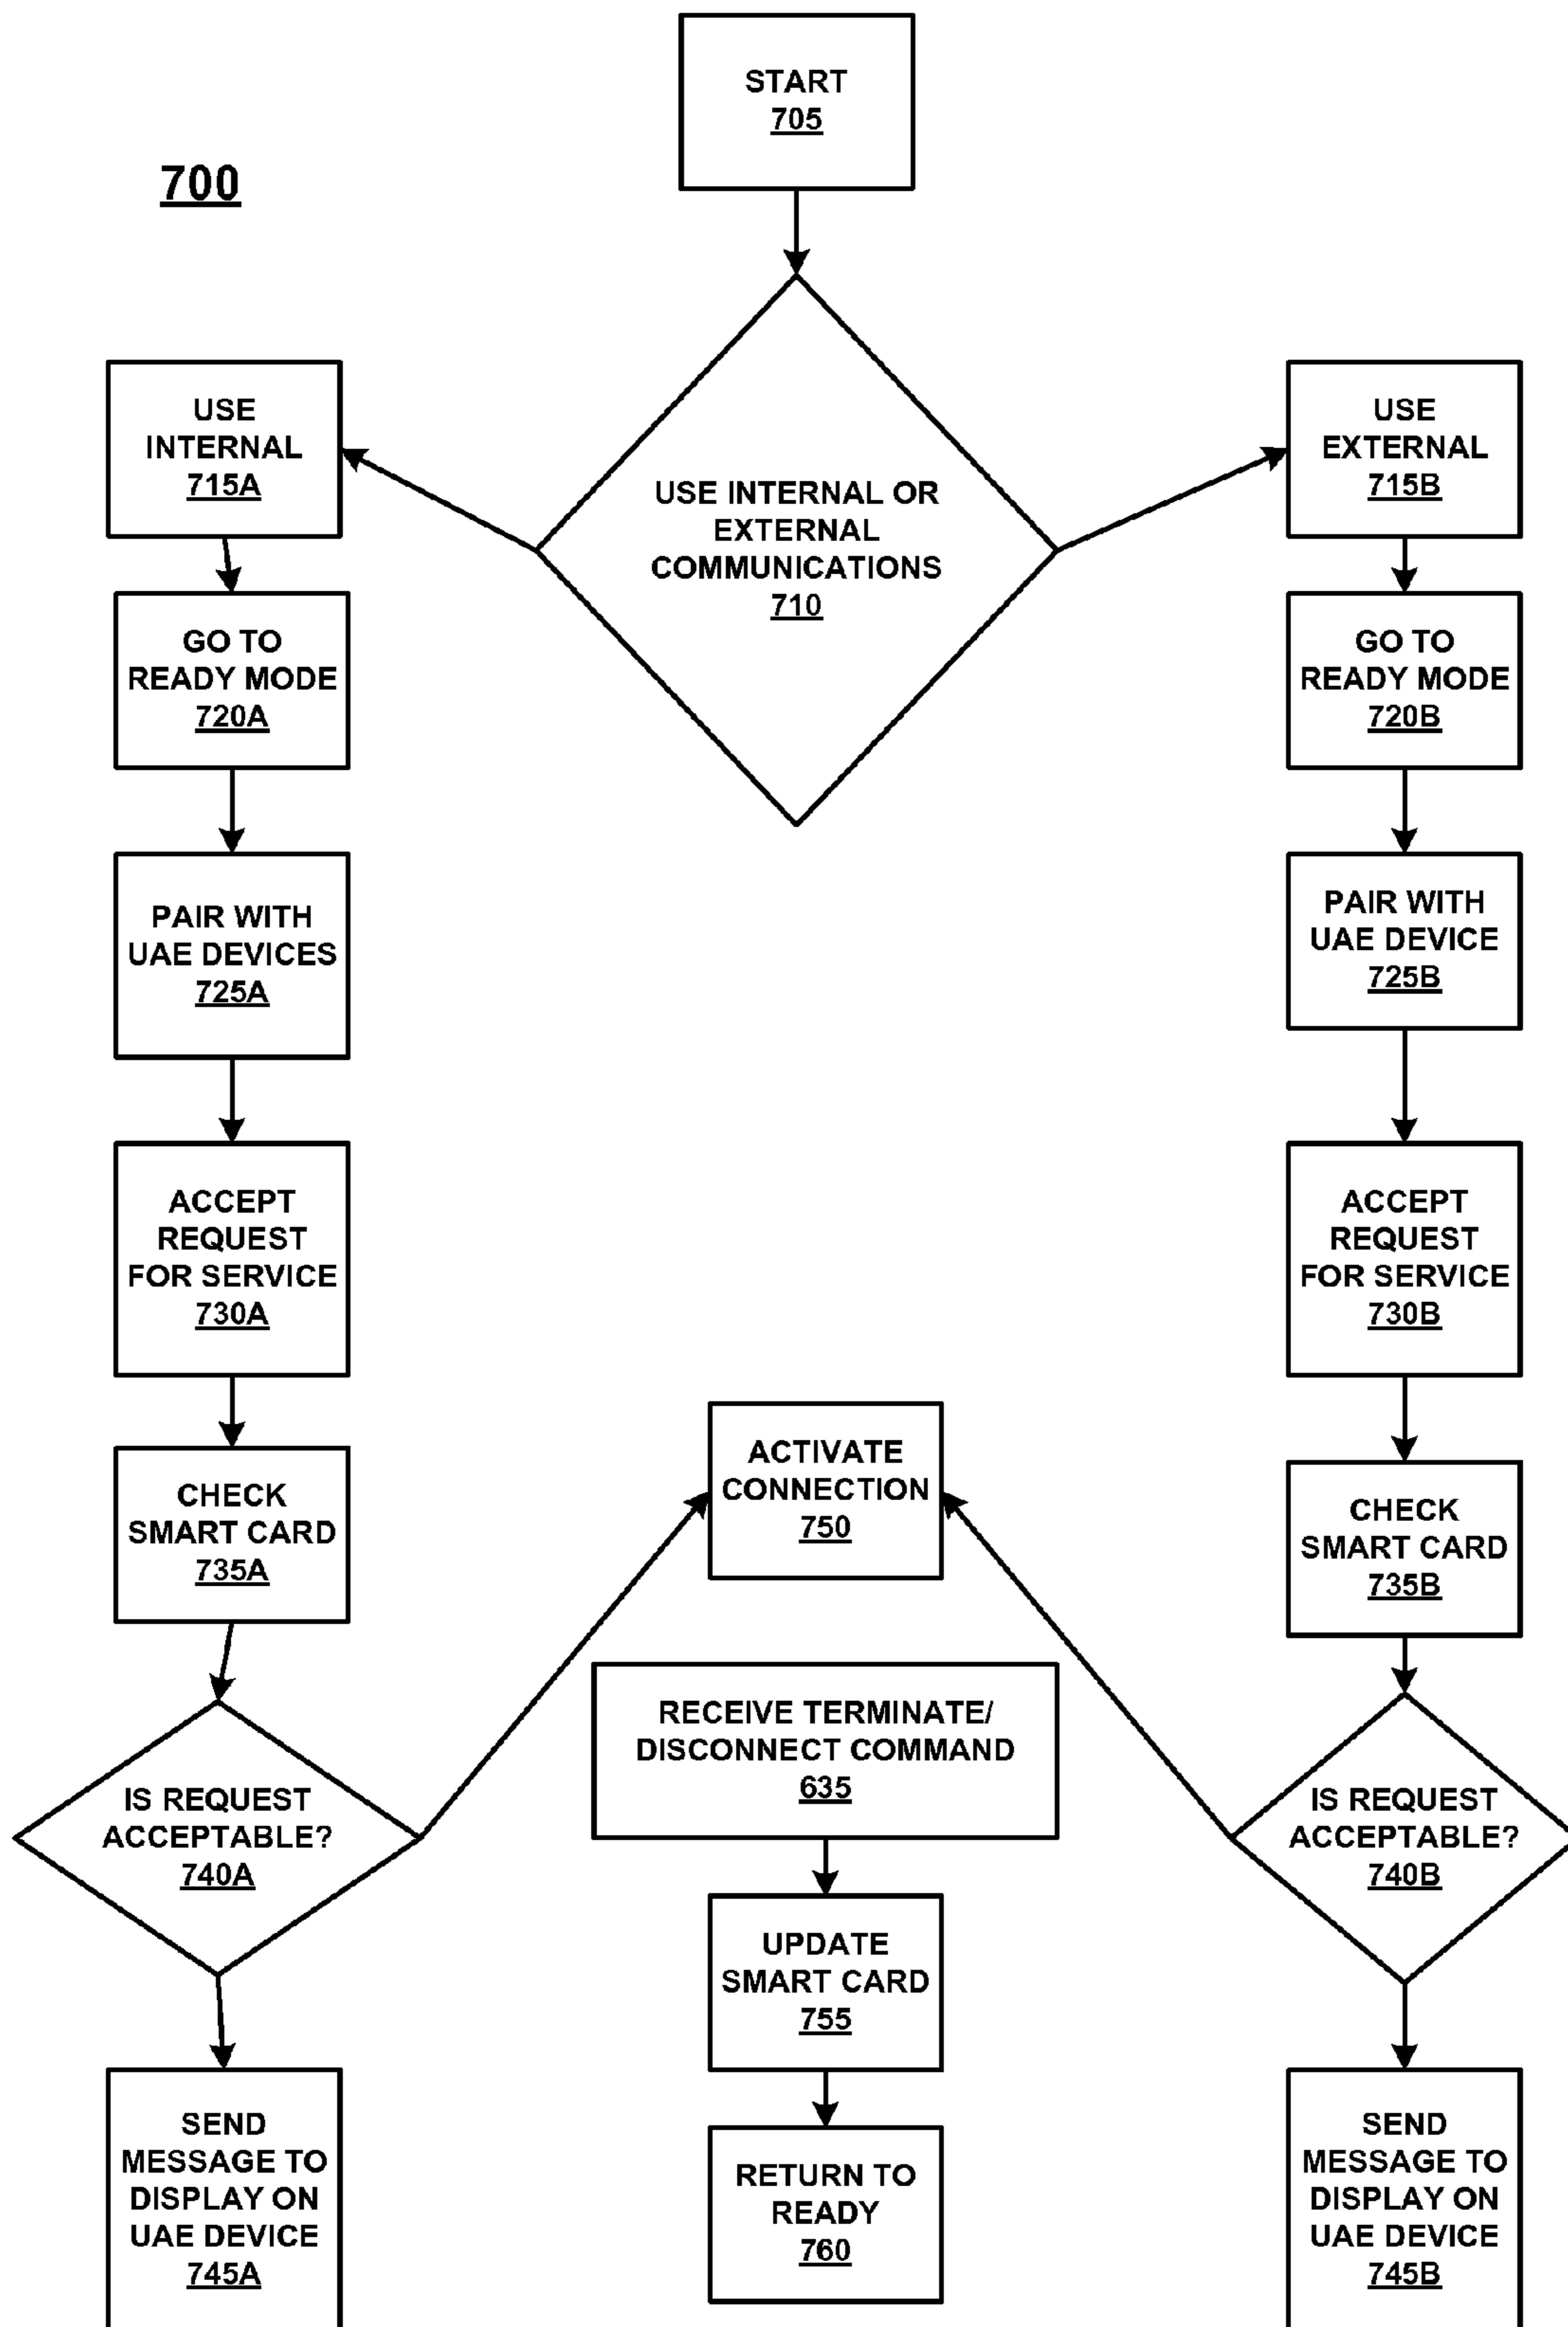 START
705
700
USE
INTERNAL
715A
USE INTERNAL OR
EXTERNAL
COMMUNICATIONS
710
USE
EXTERNAL
715B
GO TO
READY MODE
720A
GO TO
READY MODE
720B
PAIR WITH
UAE DEVICES
725A
PAIR WITH
UAE DEVICE
725B
ACCEPT
REQUEST
FOR SERVICE
730A
ACCEPT
REQUEST
FOR SERVICE
730B
CHECK
SMART CARD
735A
ACTIVATE
CONNECTION
750
CHECK
SMART CARD
735B
IS REQUEST
ACCEPTABLE?
740A
RECEIVE TERMINATE/
DISCONNECT COMMAND
635
IS REQUEST
ACCEPTABLE?
740B
UPDATE
SMART CARD
755
SEND
MESSAGE TO
DISPLAY ON
UAE DEVICE
745A
RETURN TO
READY
760
SEND
MESSAGE TO
DISPLAY ON
UAE DEVICE
745B